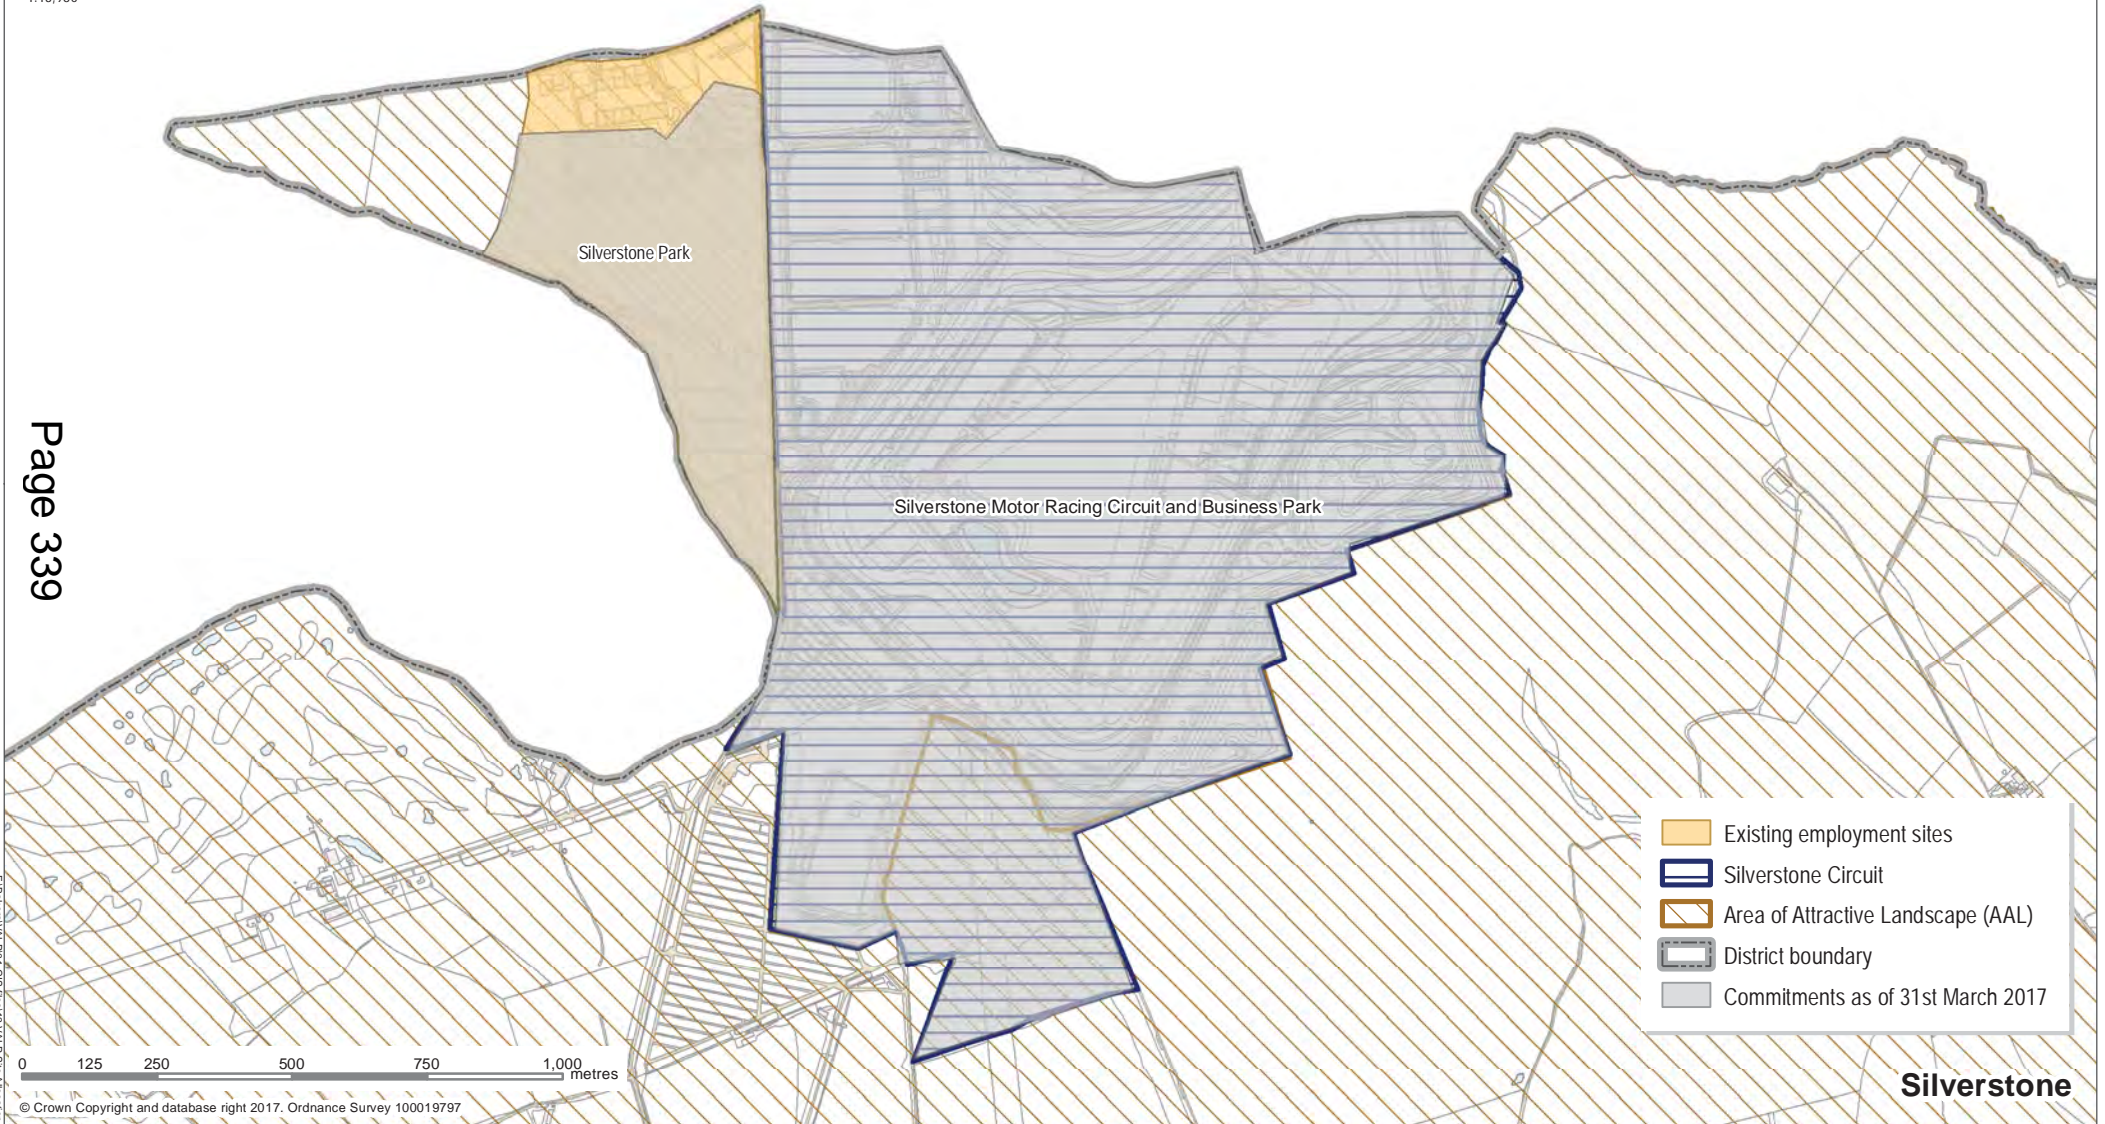 Silverstone Park
Silverstone Motor Racing Circuit and Business Park
Page 339
Existing employment sites
Silverstone Circuit
Area of Attractive Landscape (AAL)
District boundary
Commitments as of 31st March 2017
0 125 250 500 750 1,000 metres
© Crown Copyright and database right 2017. Ordnance Survey 100019797
Silverstone